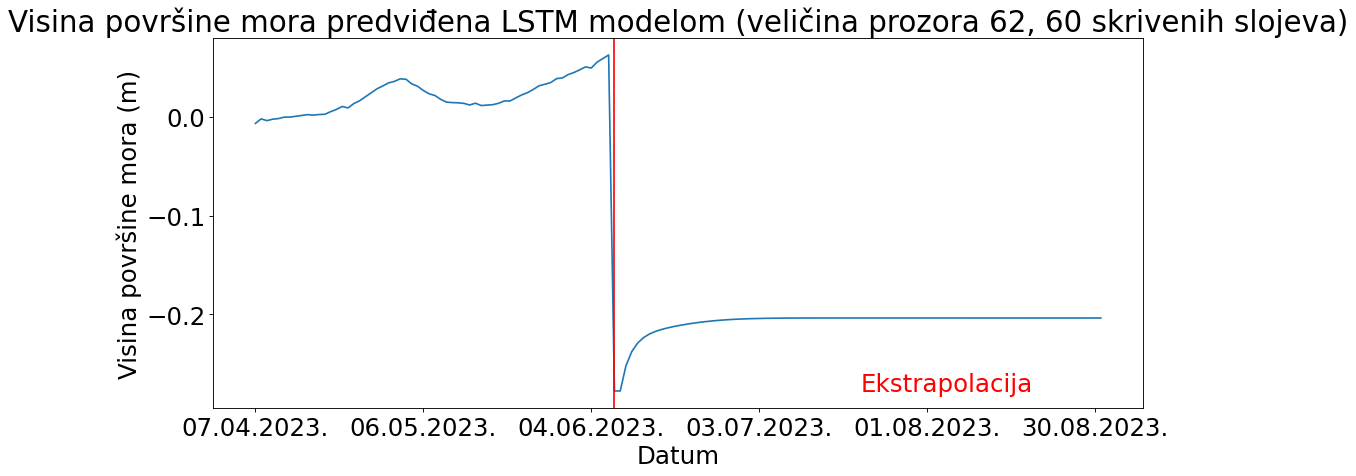 Visina površine mora predviđena LSTM modelom (veličina prozora 62, 60 skrivenih slojeva)
Visina površine mora (m)
0.0
−0.1
−0.2
Ekstrapolacija
07.04.2023. 06.05.2023. 04.06.2023. 03.07.2023. 01.08.2023. 30.08.2023.
Datum